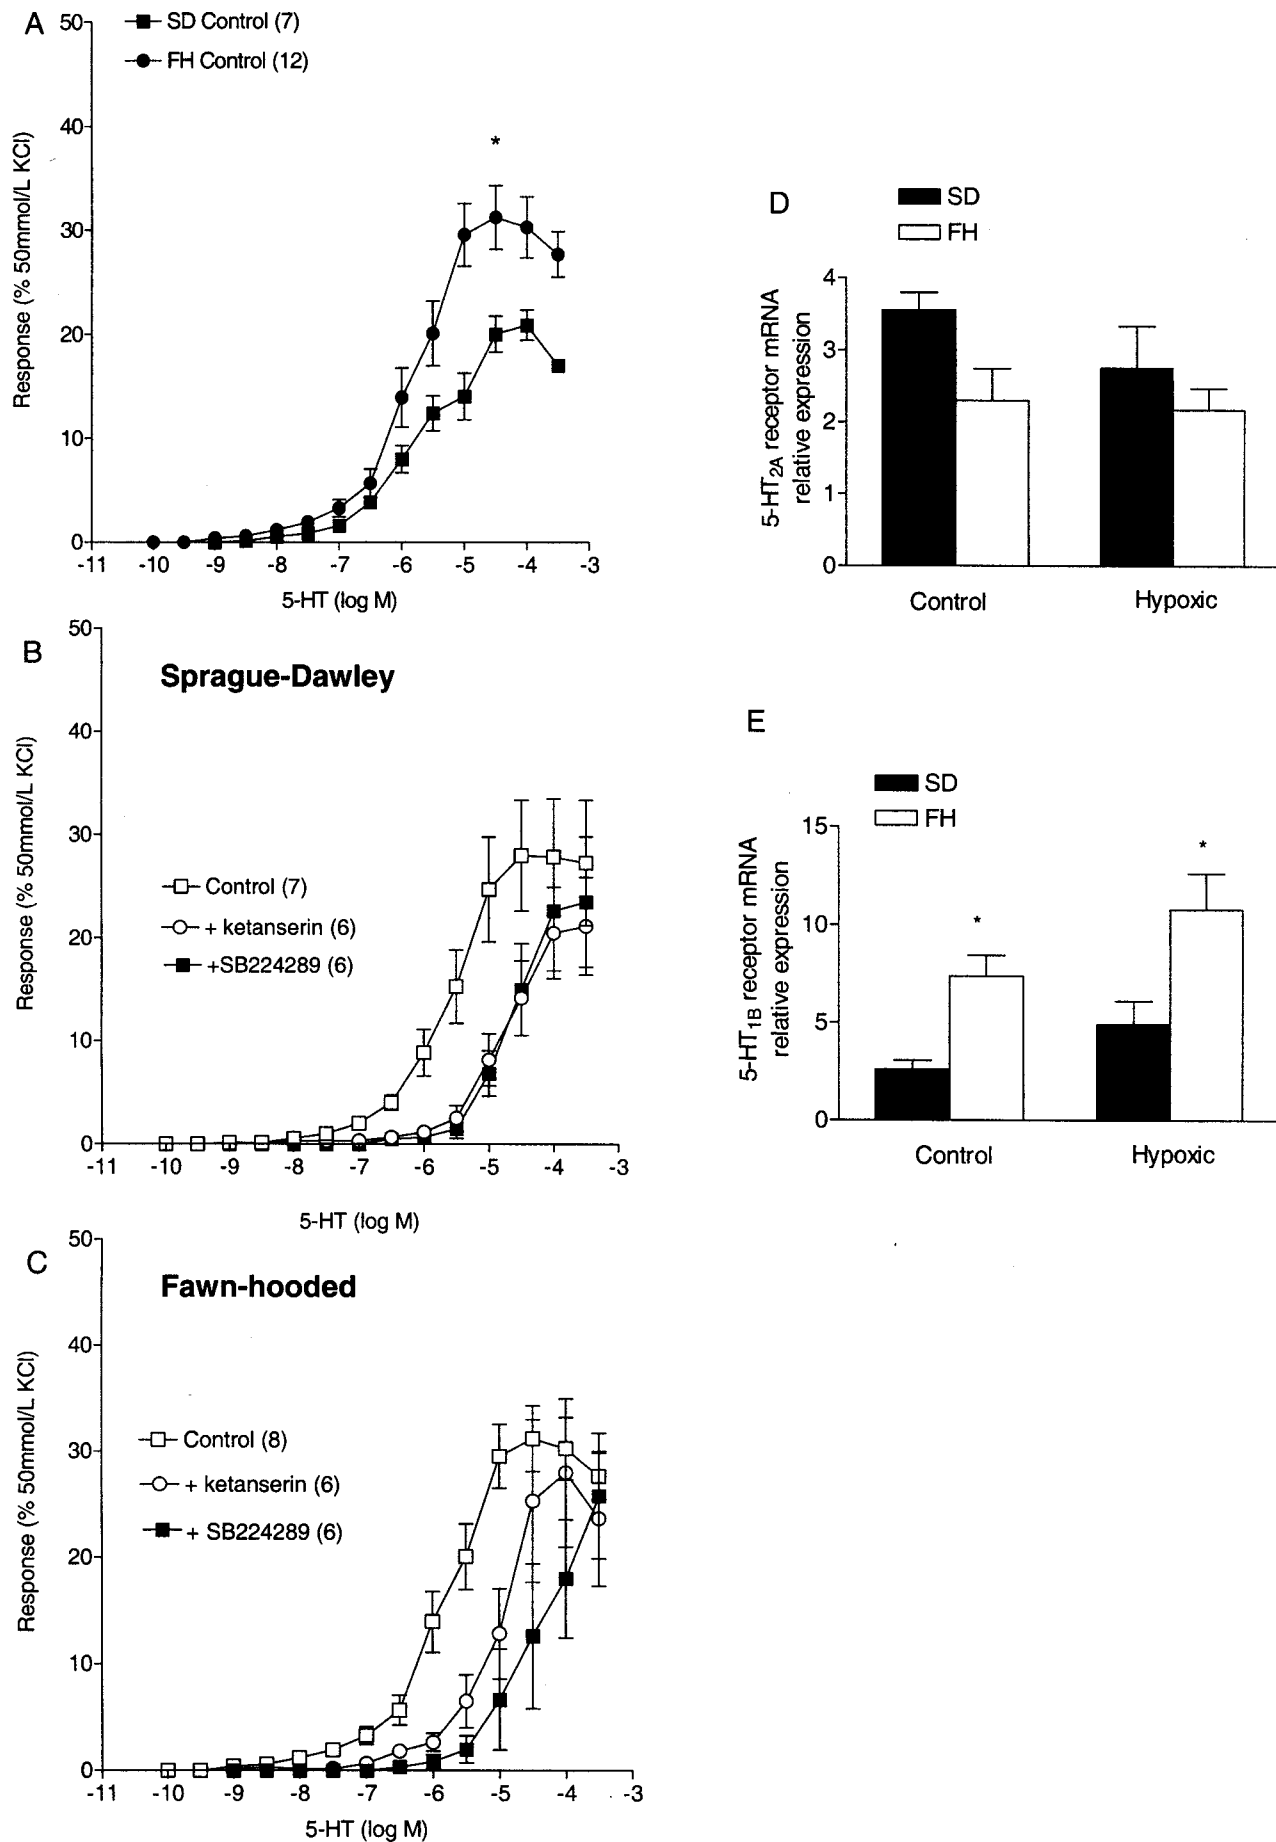 A
SD Control (7)
FH Control (12)
Response (% 50mmol/L KCl)
50
40
30
20
10
0
*
-11 -10 -9 -8 -7 -6 -5 -4 -3
5-HT (log M)
B
Sprague-Dawley
Response (% 50mmol/L KCl)
50
40
30
20
10
0
Control (7)
+ ketanserin (6)
+SB224289 (6)
-11 -10 -9 -8 -7 -6 -5 -4 -3
5-HT (log M)
C
Fawn-hooded
Response (% 50mmol/L KCl)
50
40
30
20
10
0
Control (8)
+ ketanserin (6)
+ SB224289 (6)
-11 -10 -9 -8 -7 -6 -5 -4 -3
5-HT (log M)
D
SD
FH
5-HT2A receptor mRNA
relative expression
4
3
2
1
0
Control Hypoxic
E
SD
FH
5-HT1B receptor mRNA
relative expression
15
10
5
0
*
*
Control Hypoxic